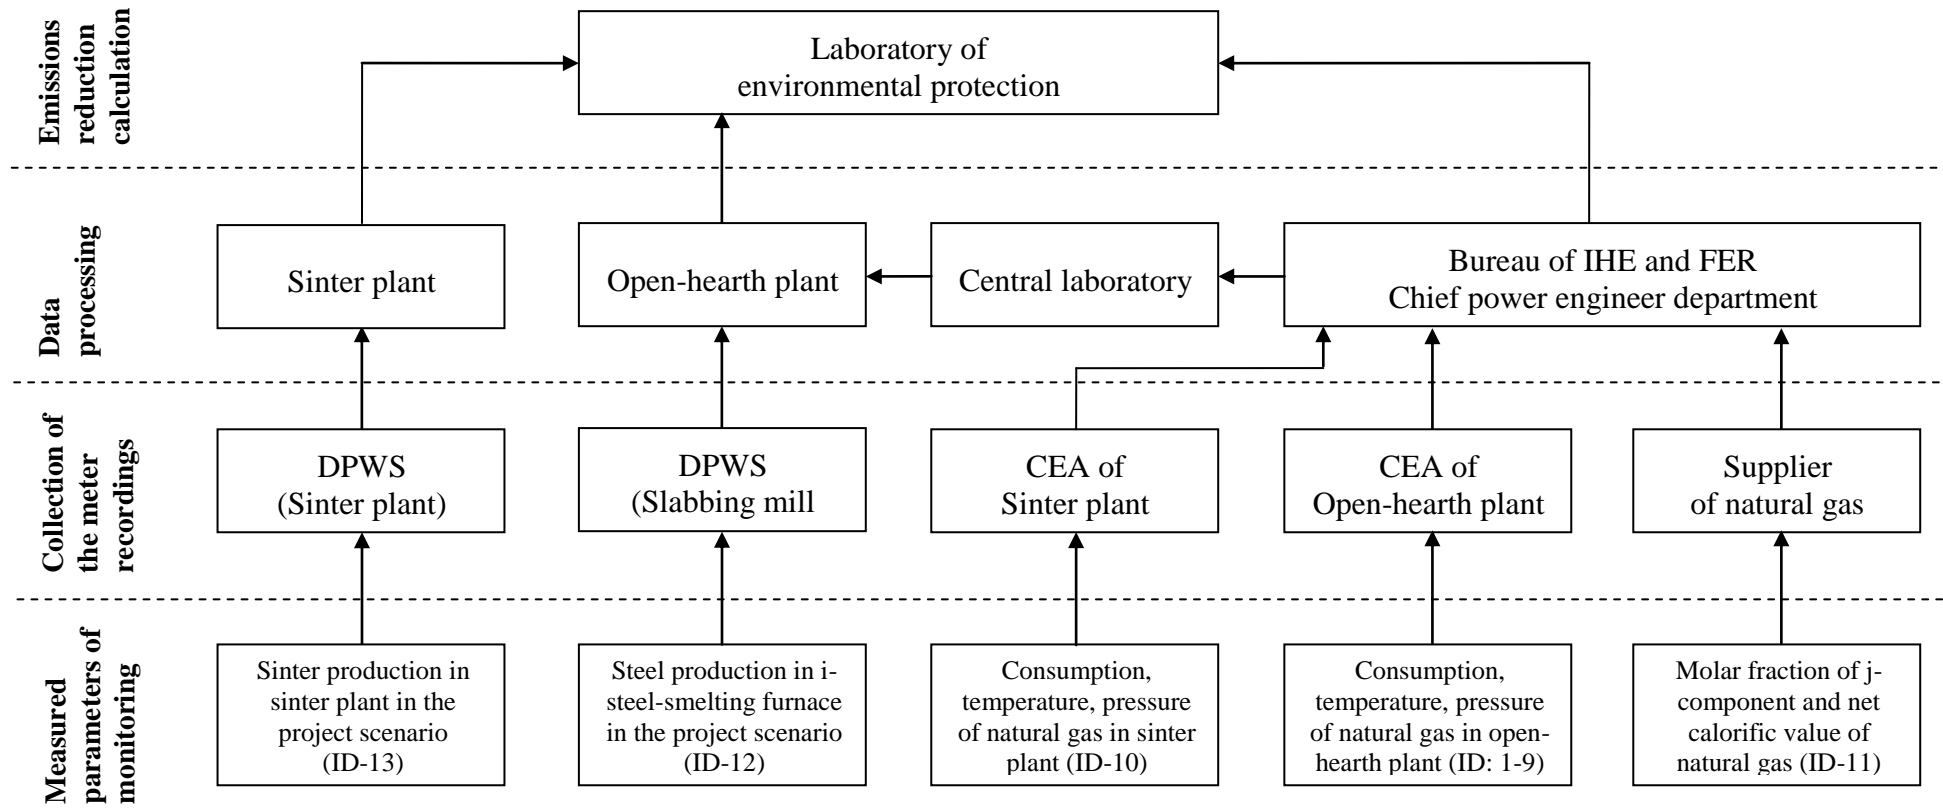 Emissions
reduction
calculation
Laboratory of
environmental protection
Data
processing
Sinter plant
Open-hearth plant
Central laboratory
Bureau of IHE and FER
Chief power engineer department
Collection of
the meter
recordings
DPWS
(Sinter plant)
DPWS
(Slabbing mill
CEA of
Sinter plant
CEA of
Open-hearth plant
Supplier
of natural gas
Measured
parameters of
monitoring
Sinter production in
sinter plant in the
project scenario
(ID-13)
Steel production in i-
steel-smelting furnace
in the project scenario
(ID-12)
Consumption,
temperature, pressure
of natural gas in sinter
plant (ID-10)
Consumption,
temperature, pressure
of natural gas in open-
hearth plant (ID: 1-9)
Molar fraction of j-
component and net
calorific value of
natural gas (ID-11)